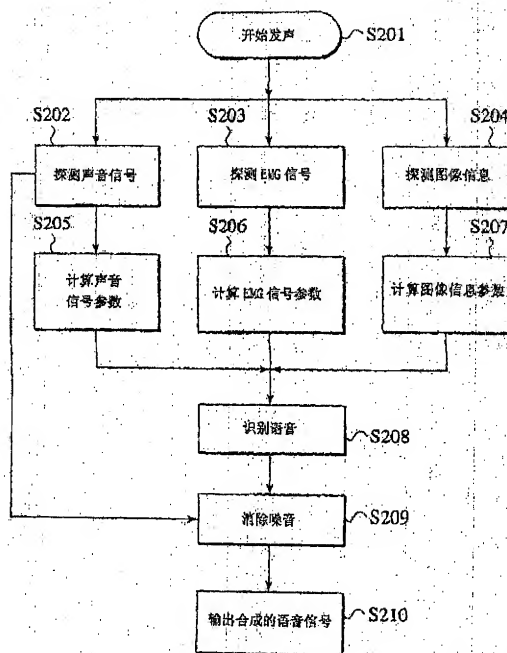 开始发声
S201
S202
S203
S204
探测声音信号
探测EMG信号
探测图像信息
S205
S206
S207
计算声音
信号参数
计算EMG信号参数
计算图像信息参数
识别语音
S208
消除噪音
S209
输出合成的语音信号
S210